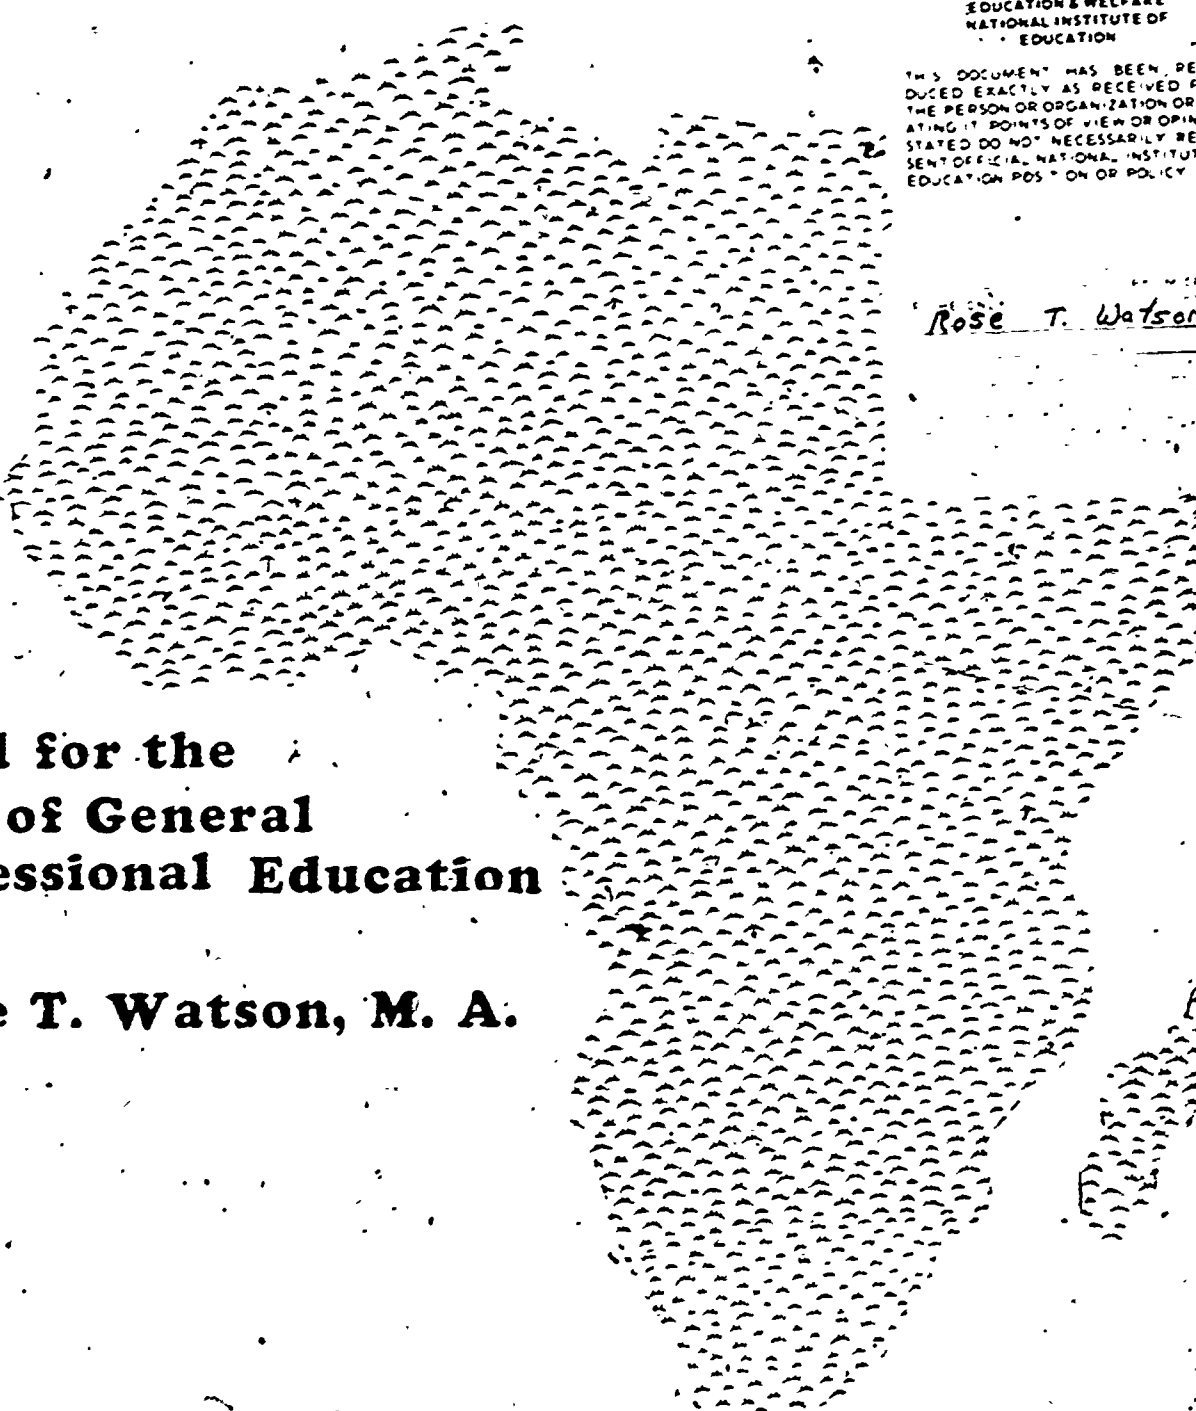 EDUCATION & WELFARE
NATIONAL INSTITUTE OF
EDUCATION
THIS DOCUMENT HAS BEEN RE
DUCED EXACTLY AS RECEIVED F
THE PERSON OR ORGANIZATION OR
ATING IT POINTS OF VIEW OR OPIN
STATED DO NOT NECESSARILY RE
SENT OFFICIAL NATIONAL INSTITUT
EDUCATION POSITION OR POLICY
Rose T. Watson
for the
of General
essional Education
e T. Watson, M. A.